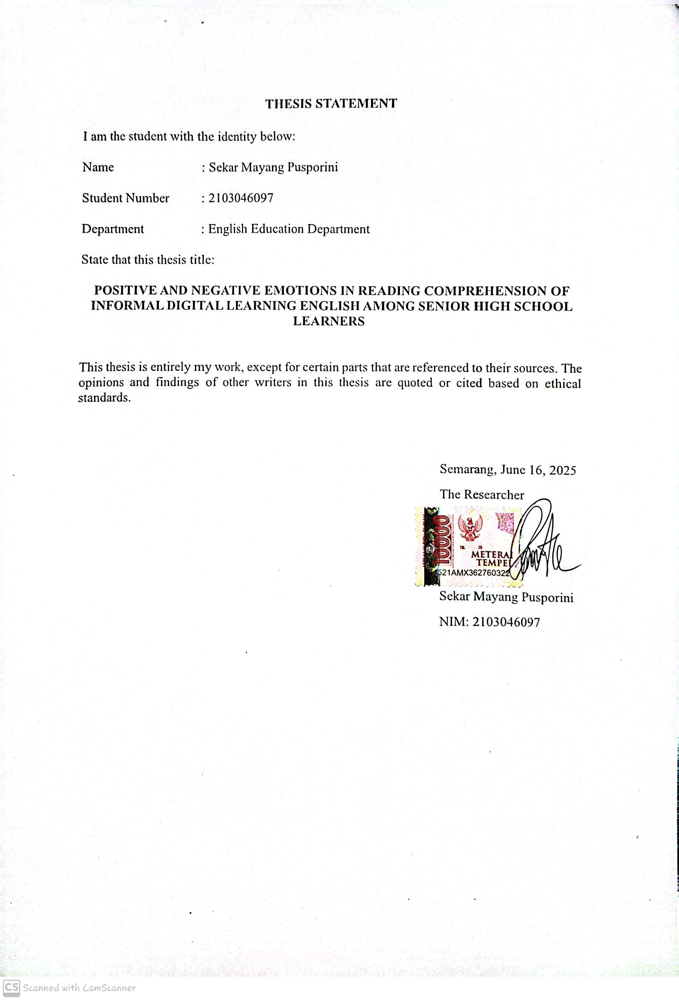 THESIS STATEMENT
I am the student with the identity below:
Name : Sekar Mayang Pusporini
Student Number : 2103046097
Department : English Education Department
State that this thesis title:
POSITIVE AND NEGATIVE EMOTIONS IN READING COMPREHENSION OF
INFORMAL DIGITAL LEARNING ENGLISH AMONG SENIOR HIGH SCHOOL
LEARNERS
This thesis is entirely my work, except for certain parts that are referenced to their sources. The
opinions and findings of other writers in this thesis are quoted or cited based on ethical
standards.
Semarang, June 16, 2025
The Researcher
10000
TGL. 20
METERAI
TEMPEL
521AMX362760322
Sekar Mayang Pusporini
NIM: 2103046097
CS Scanned with CamScanner